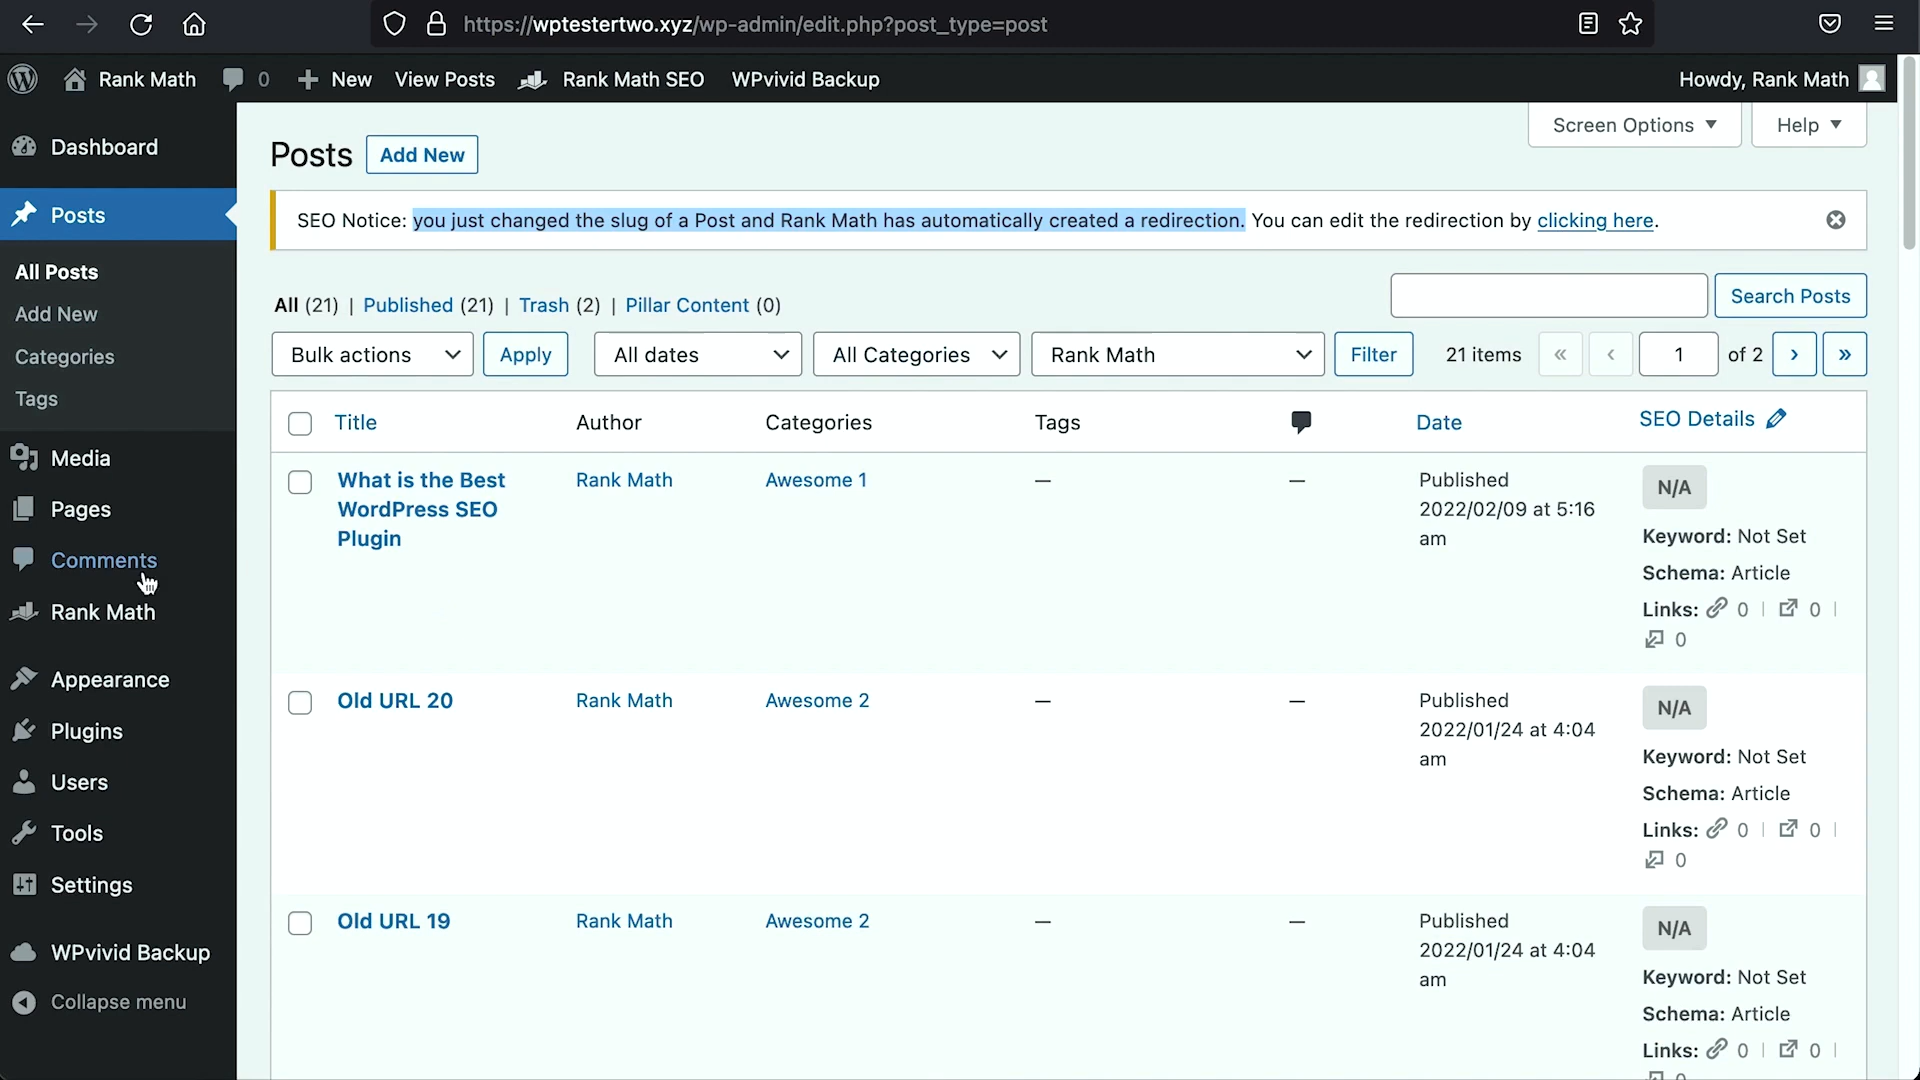 https://wptestertwo.xyz/wp-admin/edit.php?post_type=post
Rank Math 0 New View Posts Rank Math SEO WPvivid Backup Howdy, Rank Math
Screen Options Help
Dashboard
Posts
All Posts
Add New
Categories
Tags
Media
Pages
Comments
Rank Math
Appearance
Plugins
Users
Tools
Settings
WPvivid Backup
Collapse menu
Posts Add New
SEO Notice: you just changed the slug of a Post and Rank Math has automatically created a redirection. You can edit the redirection by clicking here.
All (21) | Published (21) | Trash (2) | Pillar Content (0)
Search Posts
Bulk actions Apply All dates All Categories Rank Math Filter 21 items « ‹ 1 of 2 › »
Title Author Categories Tags Date SEO Details
What is the Best
WordPress SEO
Plugin
Rank Math
Awesome 1
—
—
Published
2022/02/09 at 5:16
am
N/A
Keyword: Not Set
Schema: Article
Links: 0 | 0 |
0
Old URL 20
Rank Math
Awesome 2
—
—
Published
2022/01/24 at 4:04
am
N/A
Keyword: Not Set
Schema: Article
Links: 0 | 0 |
0
Old URL 19
Rank Math
Awesome 2
—
—
Published
2022/01/24 at 4:04
am
N/A
Keyword: Not Set
Schema: Article
Links: 0 | 0 |